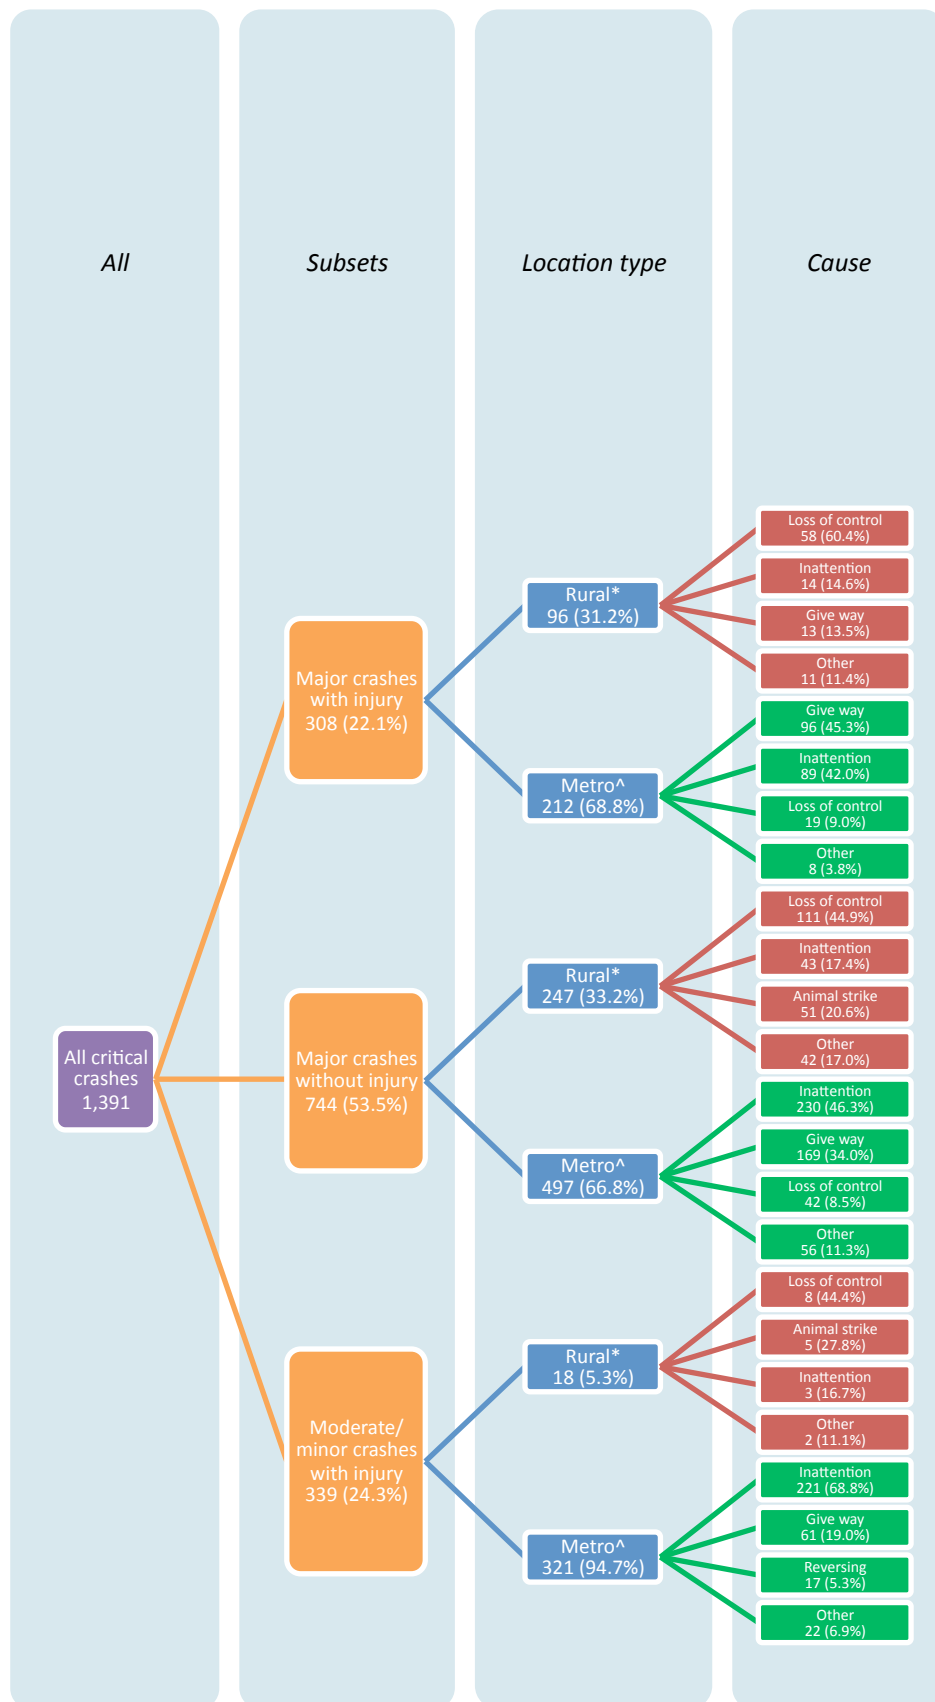 All
Subsets
Location type
Cause
All critical
crashes
1,391
Major crashes
with injury
308 (22.1%)
Major crashes
without injury
744 (53.5%)
Moderate/
minor crashes
with injury
339 (24.3%)
Rural*
96 (31.2%)
Metro^
212 (68.8%)
Rural*
247 (33.2%)
Metro^
497 (66.8%)
Rural*
18 (5.3%)
Metro^
321 (94.7%)
Loss of control
58 (60.4%)
Inattention
14 (14.6%)
Give way
13 (13.5%)
Other
11 (11.4%)
Give way
96 (45.3%)
Inattention
89 (42.0%)
Loss of control
19 (9.0%)
Other
8 (3.8%)
Loss of control
111 (44.9%)
Inattention
43 (17.4%)
Animal strike
51 (20.6%)
Other
42 (17.0%)
Inattention
230 (46.3%)
Give way
169 (34.0%)
Loss of control
42 (8.5%)
Other
56 (11.3%)
Loss of control
8 (44.4%)
Animal strike
5 (27.8%)
Inattention
3 (16.7%)
Other
2 (11.1%)
Inattention
221 (68.8%)
Give way
61 (19.0%)
Reversing
17 (5.3%)
Other
22 (6.9%)